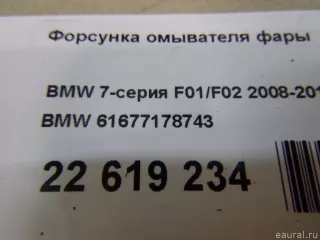 Форсунка омывателя фары
BMW 7-серия F01/F02 2008-201
BMW 61677178743
22 619 234
eaural.ru